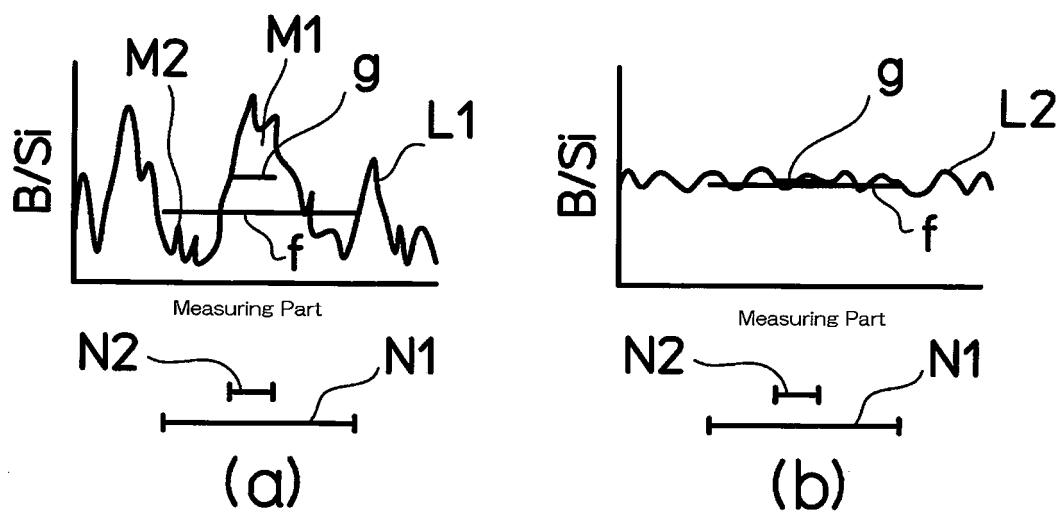 M1
M2
g
L1
B/Si
f
Measuring Part
N2
N1
(a)
g
L2
B/Si
f
Measuring Part
N2
N1
(b)